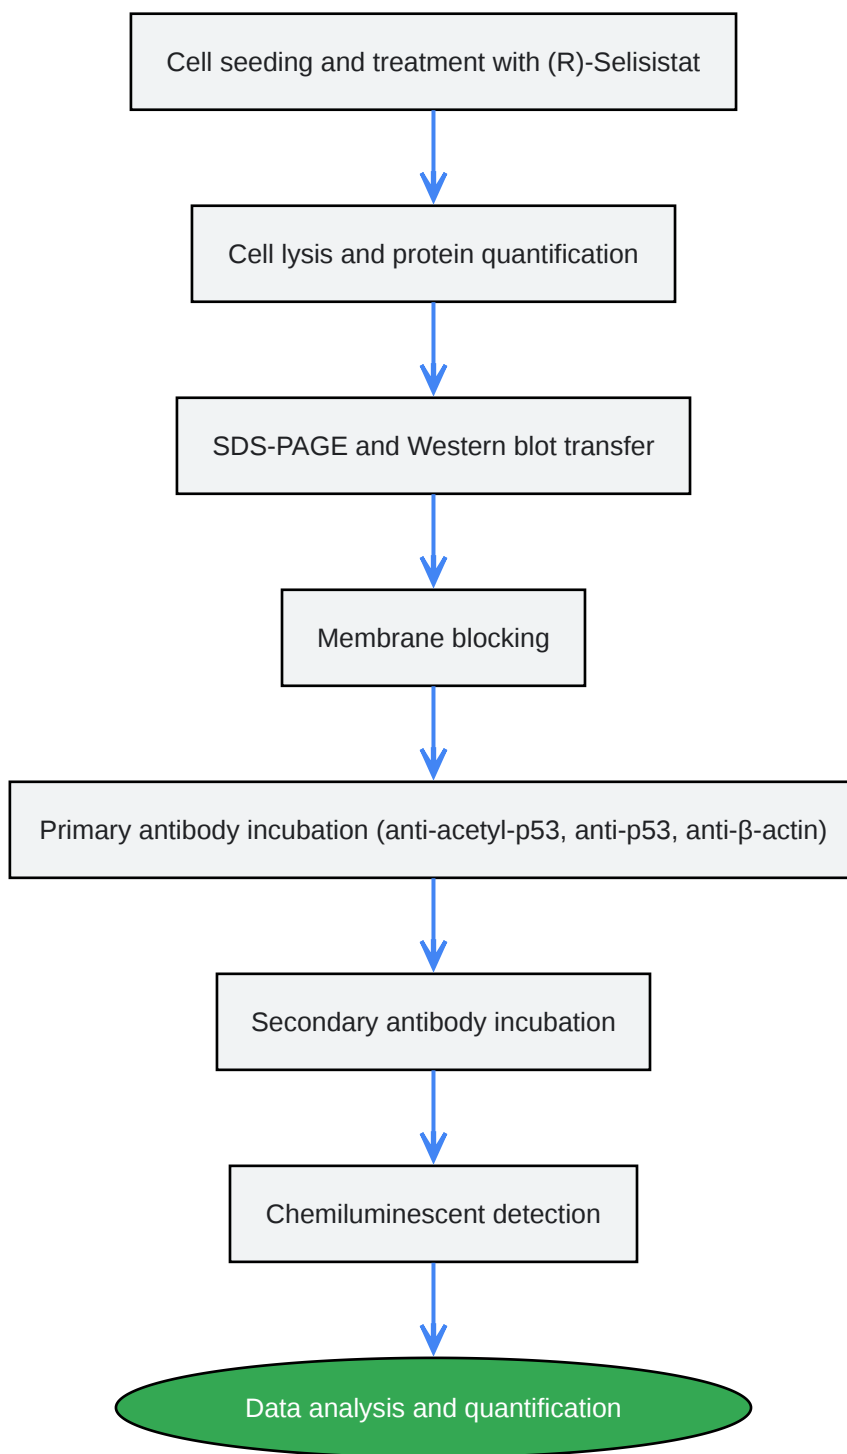 Cell seeding and treatment with (R)-Selisistat
Cell lysis and protein quantification
SDS-PAGE and Western blot transfer
Membrane blocking
Primary antibody incubation (anti-acetyl-p53, anti-p53, anti-β-actin)
Secondary antibody incubation
Chemiluminescent detection
Data analysis and quantification